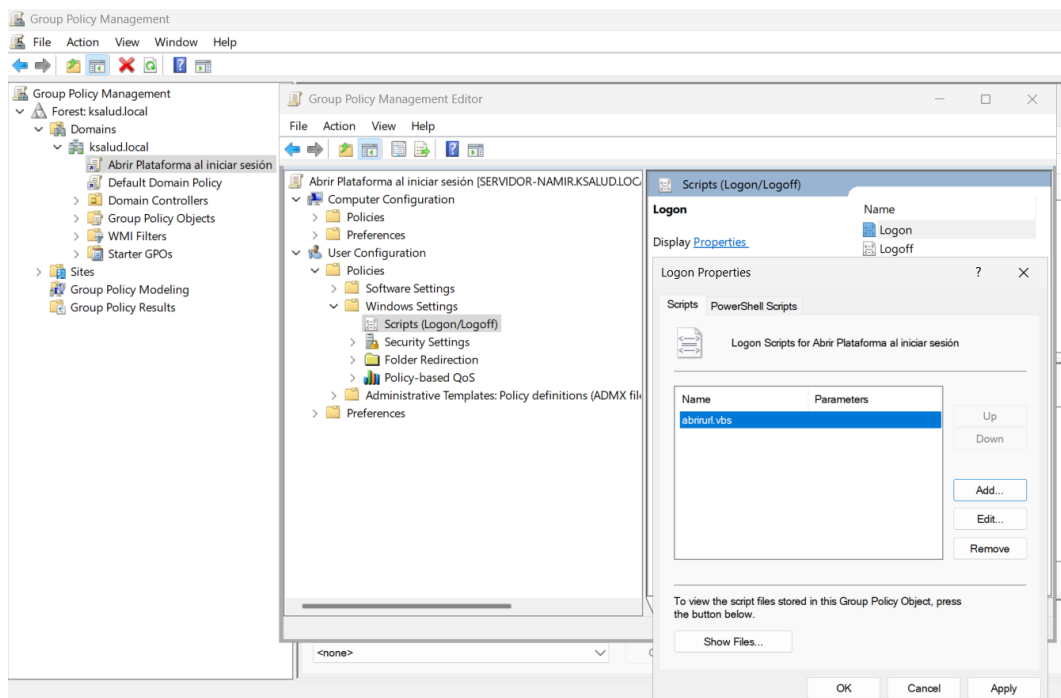 Group Policy Management
File Action View Window Help
Group Policy Management
Forest: ksalud.local
Domains
ksalud.local
Abrir Plataforma al iniciar sesión
Default Domain Policy
Domain Controllers
Group Policy Objects
WMI Filters
Starter GPOs
Sites
Group Policy Modeling
Group Policy Results
Group Policy Management Editor
File Action View Help
Abrir Plataforma al iniciar sesión [SERVIDOR-NAMIR.KSALUD.LOC
Computer Configuration
Policies
Preferences
User Configuration
Policies
Software Settings
Windows Settings
Scripts (Logon/Logoff)
Security Settings
Folder Redirection
Policy-based QoS
Administrative Templates: Policy definitions (ADMX file
Preferences
Scripts (Logon/Logoff)
Logon
Display Properties
Name
Logon
Logoff
Logon Properties
Scripts PowerShell Scripts
Logon Scripts for Abrir Plataforma al iniciar sesión
Name Parameters
abrirurl.vbs
Up
Down
Add...
Edit...
Remove
To view the script files stored in this Group Policy Object, press
the button below.
Show Files...
OK Cancel Apply
<none>